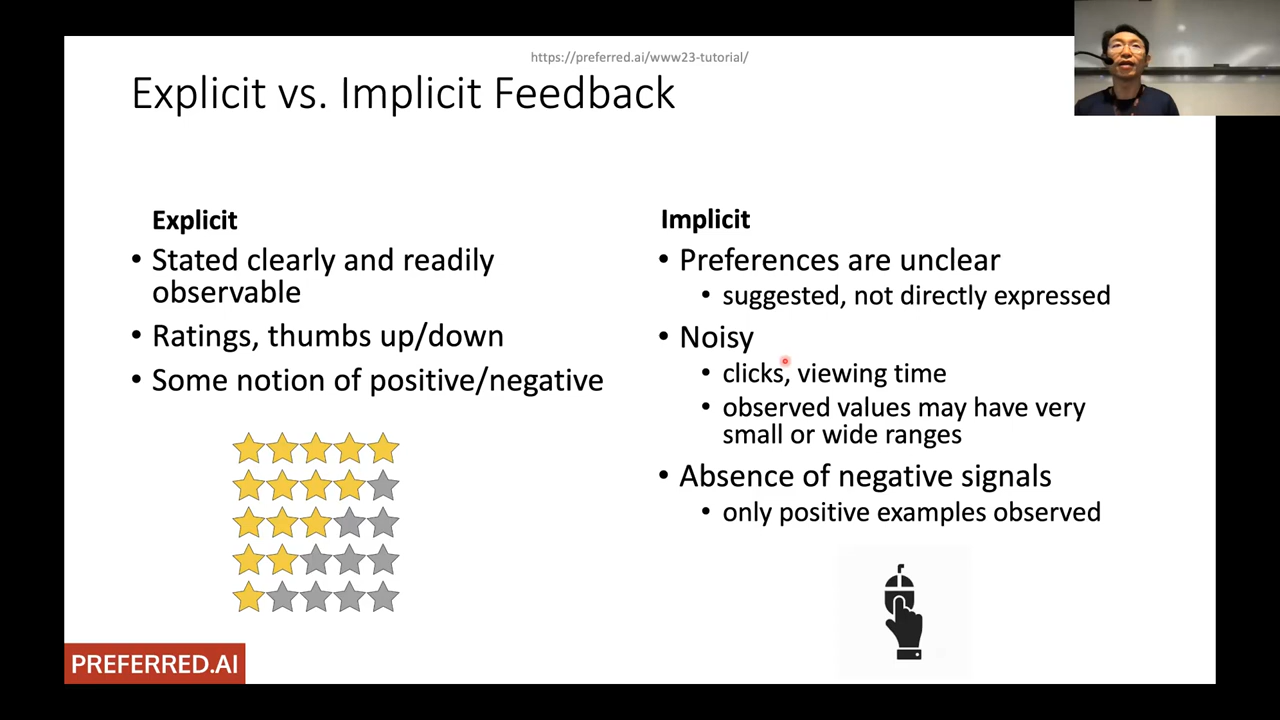 https://preferred.ai/www23-tutorial/
Explicit vs. Implicit Feedback
Explicit
• Stated clearly and readily
observable
• Ratings, thumbs up/down
• Some notion of positive/negative
Implicit
• Preferences are unclear
• suggested, not directly expressed
• Noisy
• clicks, viewing time
• observed values may have very
small or wide ranges
• Absence of negative signals
• only positive examples observed
PREFERRED.AI